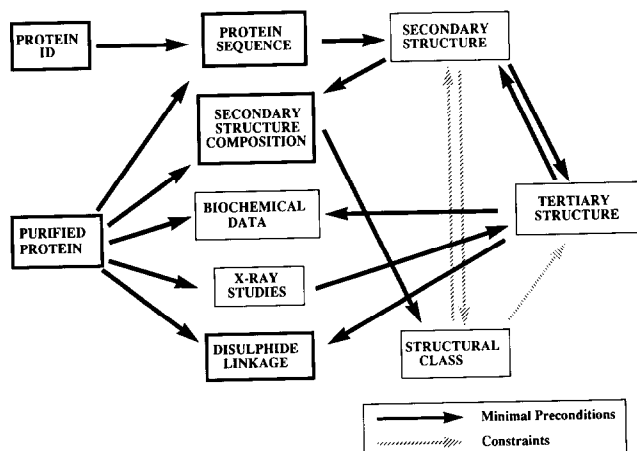 PROTEIN
ID
PROTEIN
SEQUENCE
SECONDARY
STRUCTURE
SECONDARY
STRUCTURE
COMPOSITION
BIOCHEMICAL
DATA
TERTIARY
STRUCTURE
PURIFIED
PROTEIN
X-RAY
STUDIES
DISULPHIDE
LINKAGE
STRUCTURAL
CLASS
Minimal Preconditions
Constraints